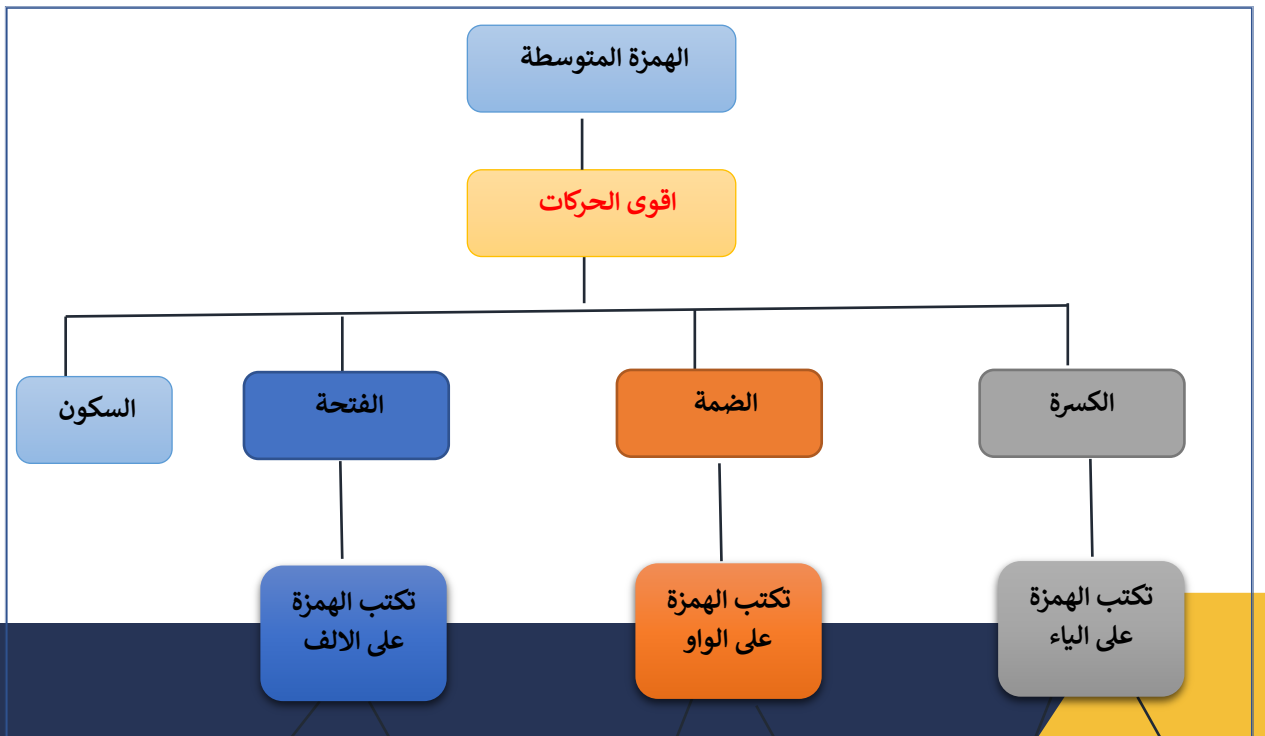 الهمزة المتوسطة
اقوى الحركات
الكسرة
الضمة
الفتحة
السكون
تكتب الهمزة
على الياء
تكتب الهمزة
على الواو
تكتب الهمزة
على الالف